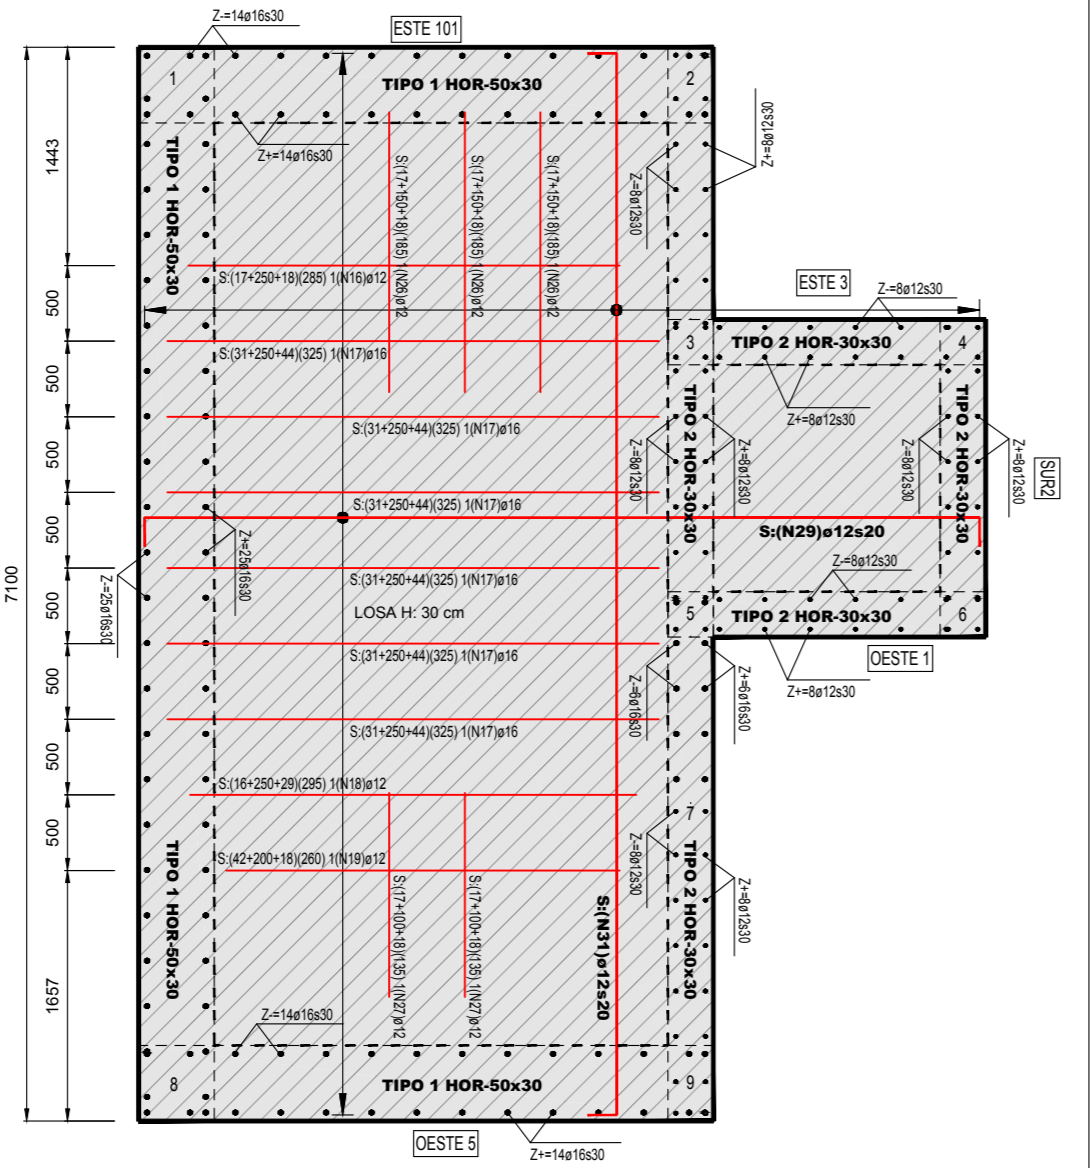 Z-=14ø16s30
ESTE 101
1
TIPO 1 HOR-50x30
2
Z+=14ø16s30
Z+=8ø12s30
Z-=8ø12s30
1443
TIPO 1 HOR-50x30
S:(17+150+18)(185) 1(N26)ø12
S:(17+150+18)(185) 1(N26)ø12
S:(17+150+18)(185) 1(N26)ø12
S:(17+250+18)(285) 1(N16)ø12
ESTE 3
Z-=8ø12s30
500
3
TIPO 2 HOR-30x30
4
S:(31+250+44)(325) 1(N17)ø16
500
Z+=8ø12s30
TIPO 2 HOR-30x30
TIPO 2 HOR-30x30
S:(31+250+44)(325) 1(N17)ø16
Z-=8ø12s30
Z+=8ø12s30
Z-=8ø12s30
Z+=8ø12s30
SUR2
500
S:(31+250+44)(325) 1(N17)ø16
500
S:(N29)ø12s20
Z+=25ø16s30
Z-=25ø16s30
7100
Z-=8ø12s30
S:(31+250+44)(325) 1(N17)ø16
500
LOSA H: 30 cm
5
TIPO 2 HOR-30x30
6
S:(31+250+44)(325) 1(N17)ø16
OESTE 1
500
Z-=6ø16s30
Z+=6ø16s30
Z+=8ø12s30
S:(31+250+44)(325) 1(N17)ø16
500
S:(16+250+29)(295) 1(N18)ø12
500
7
Z-=8ø12s30
TIPO 2 HOR-30x30
Z+=8ø12s30
TIPO 1 HOR-50x30
S:(42+200+18)(260) 1(N19)ø12
S:(17+100+18)(135) 1(N27)ø12
S:(17+100+18)(135) 1(N27)ø12
S:(N31)ø12s20
1657
Z-=14ø16s30
8
TIPO 1 HOR-50x30
9
OESTE 5
Z+=14ø16s30